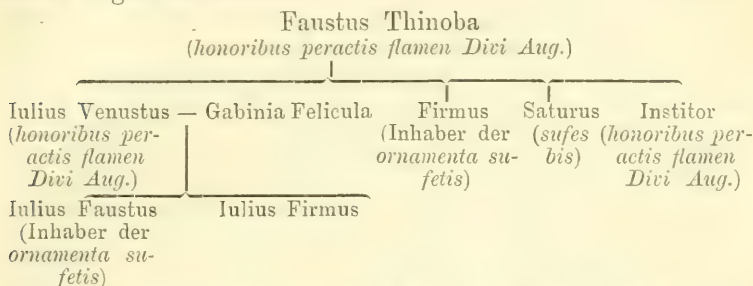 Faustus Thinoba
(honoribus peractis flamen Divi Aug.)
Iulius Venustus — Gabinia Felicula Firmus Saturus Institor
(honoribus per- (Inhaber der (sufes (honoribus per-
actis flamen ornamenta su- bis) actis flamen
Divi Aug.) fetis) Divi Aug.)
Iulius Faustus Iulius Firmus
(Inhaber der
ornamenta su-
fetis)